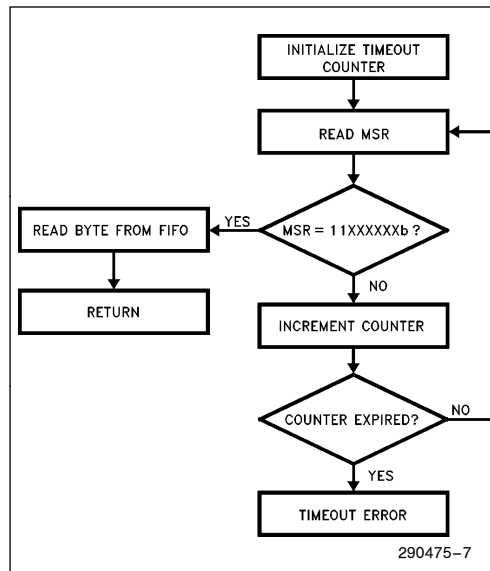 INITIALIZE TIMEOUT
COUNTER
READ MSR
MSR = 11XXXXXXb ?
YES
READ BYTE FROM FIFO
RETURN
NO
INCREMENT COUNTER
COUNTER EXPIRED?
NO
YES
TIMEOUT ERROR
290475-7